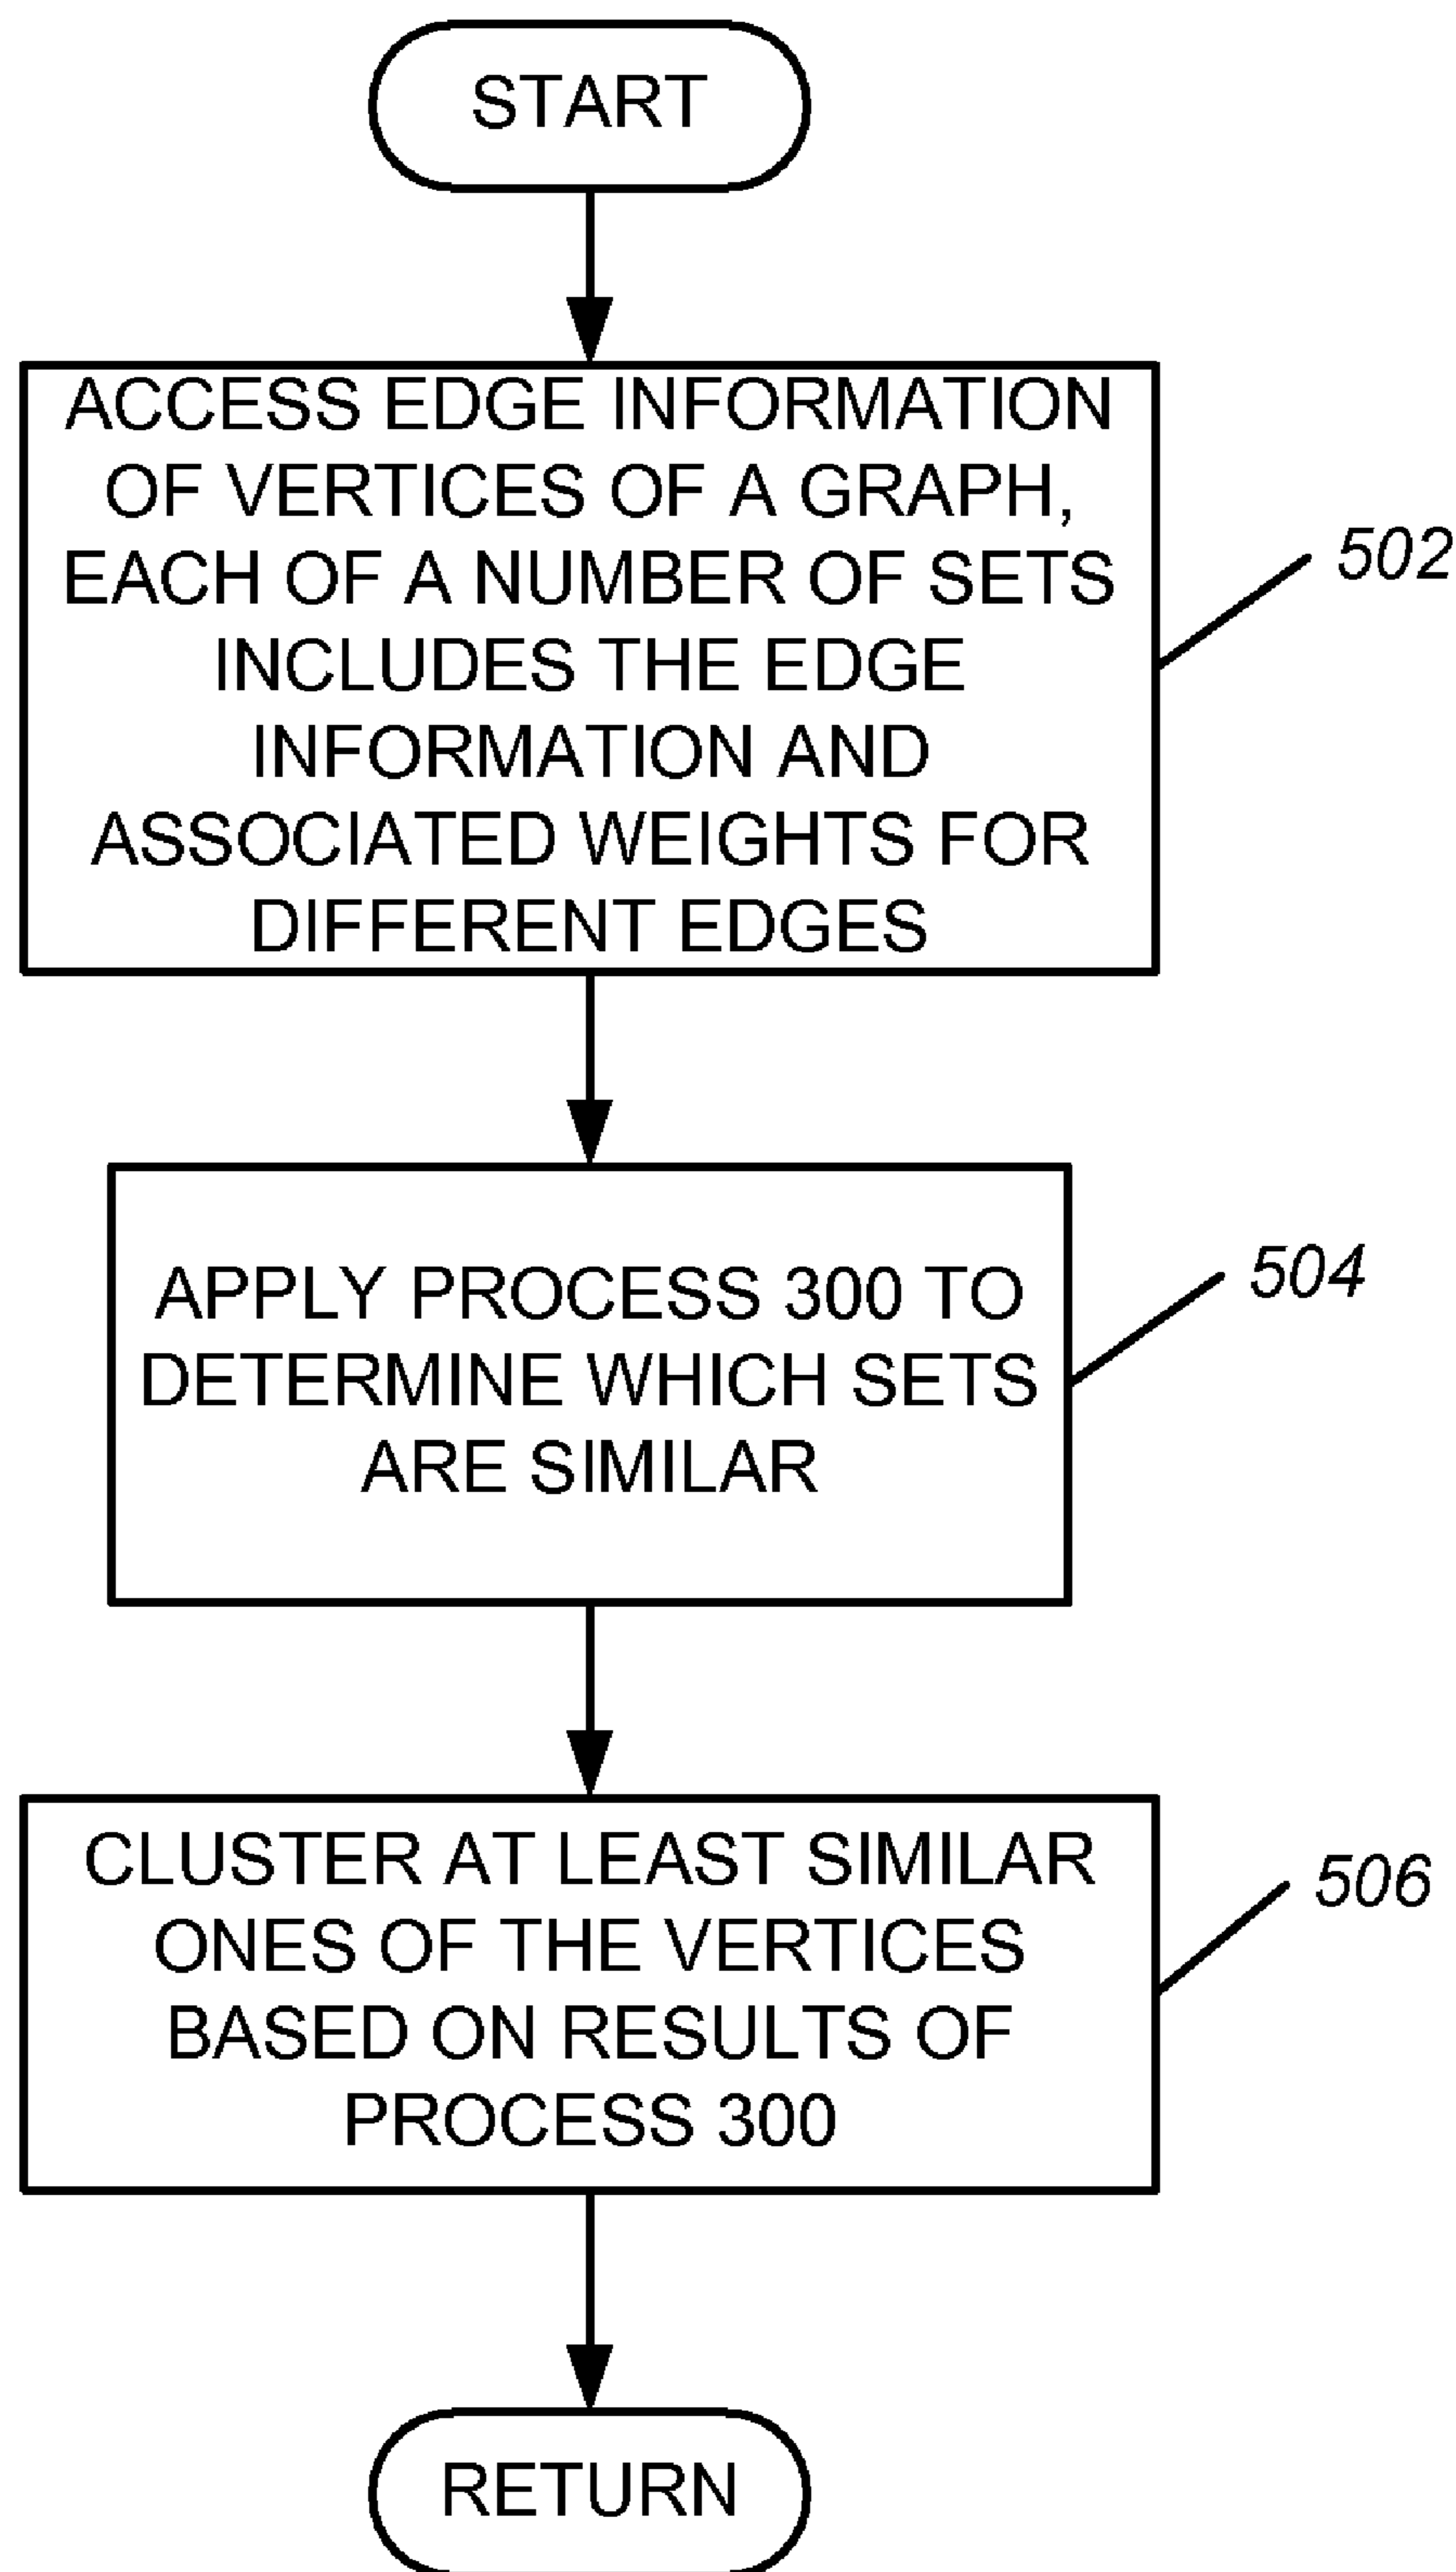 START
ACCESS EDGE INFORMATION
OF VERTICES OF A GRAPH,
EACH OF A NUMBER OF SETS
INCLUDES THE EDGE
INFORMATION AND
ASSOCIATED WEIGHTS FOR
DIFFERENT EDGES
502
APPLY PROCESS 300 TO
DETERMINE WHICH SETS
ARE SIMILAR
504
CLUSTER AT LEAST SIMILAR
ONES OF THE VERTICES
BASED ON RESULTS OF
PROCESS 300
506
RETURN